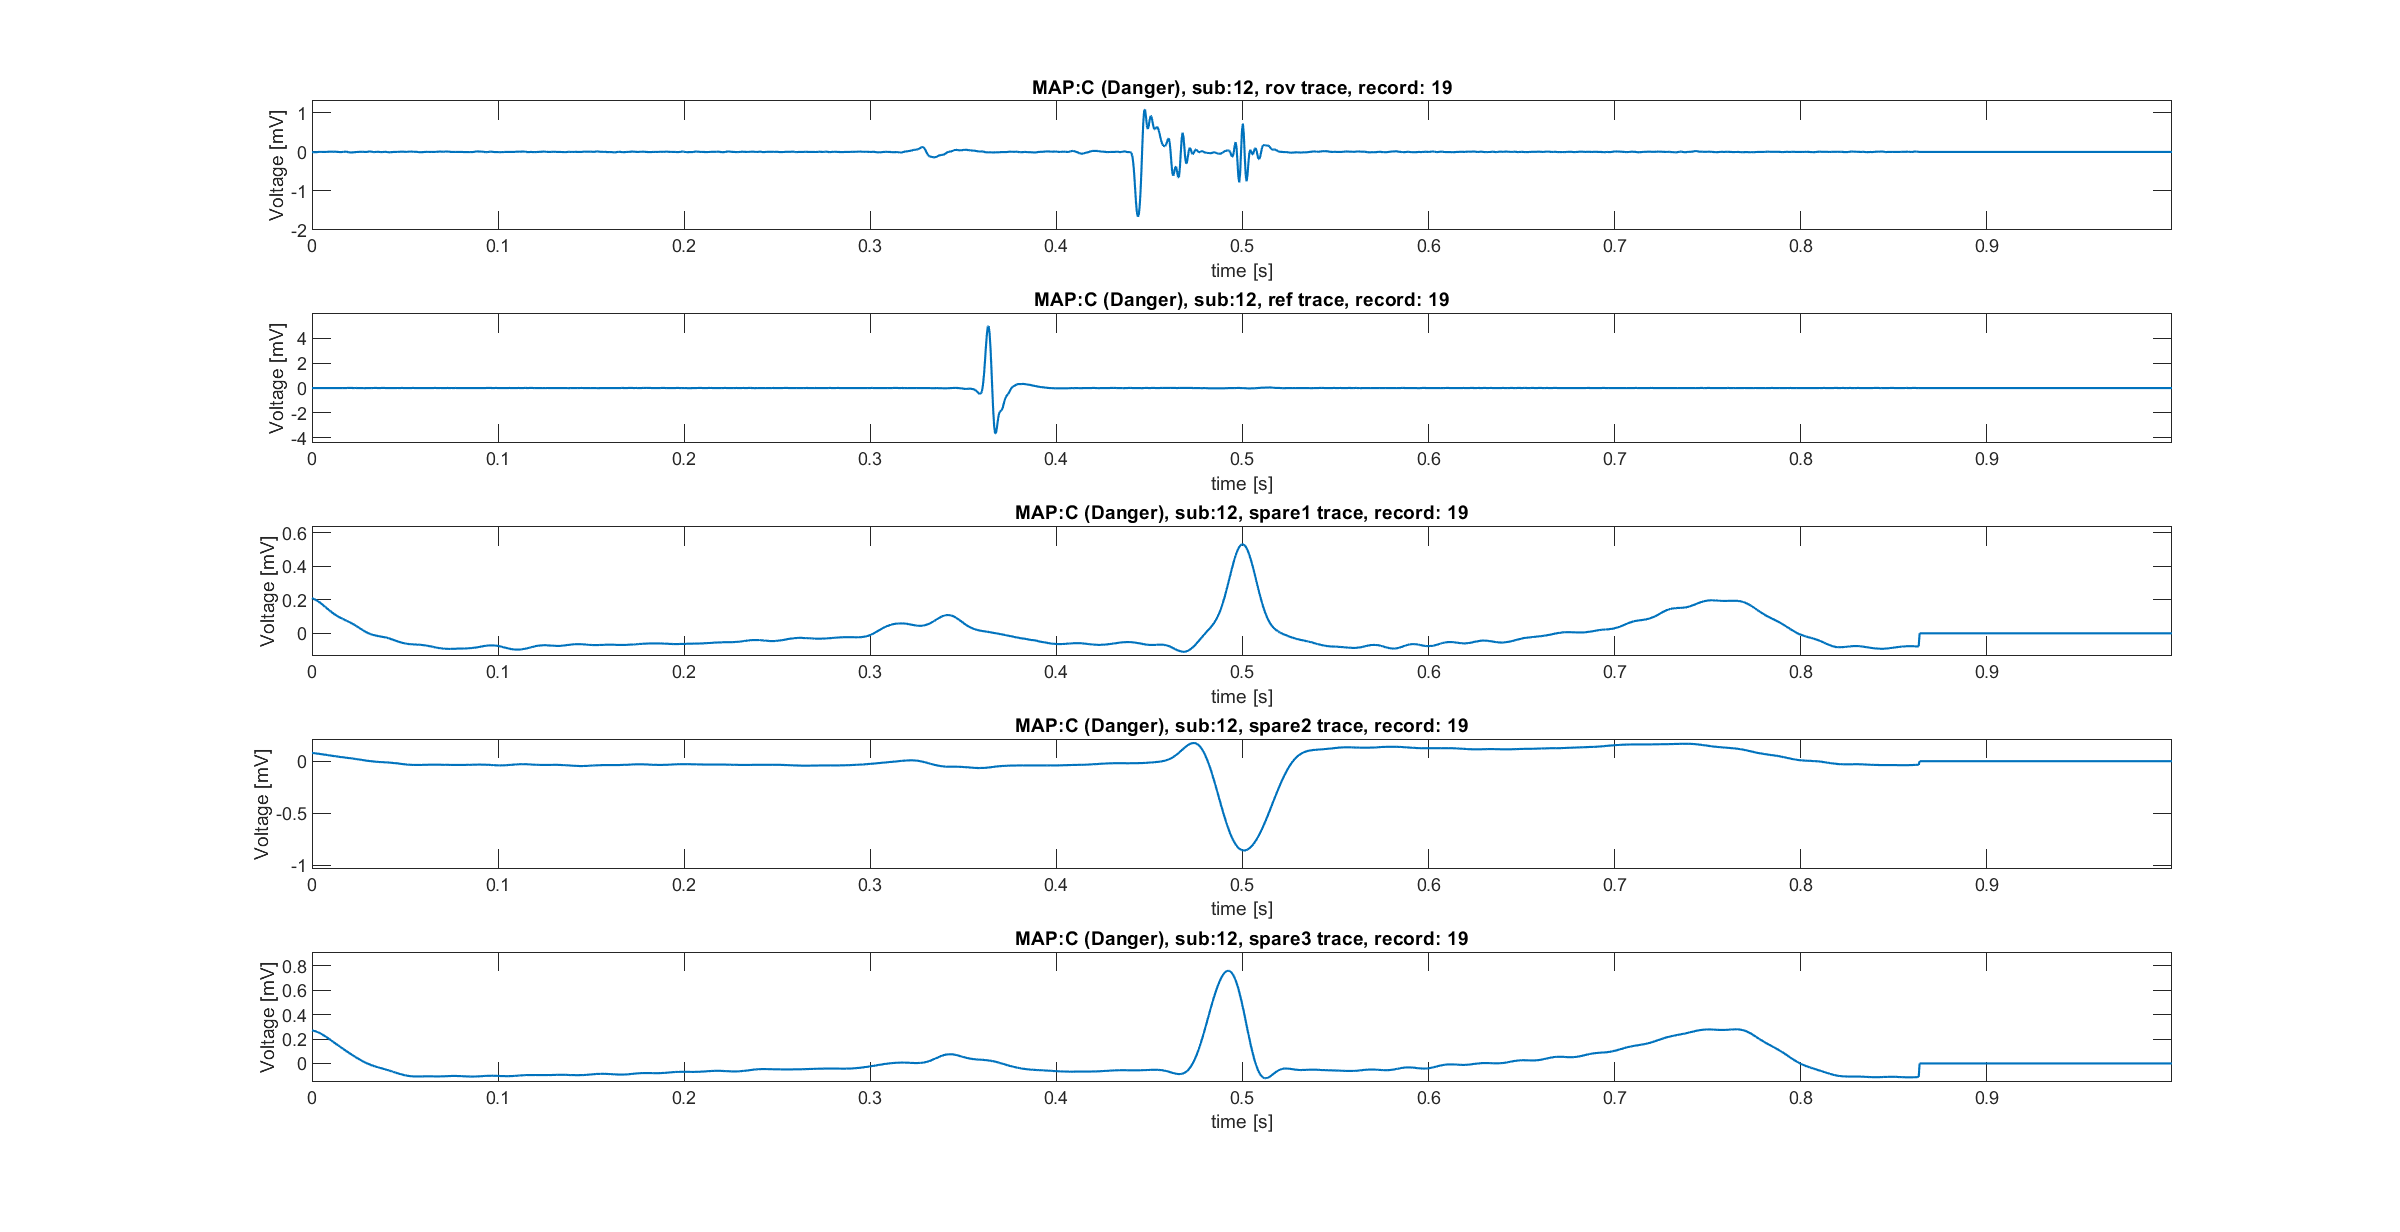 MAP:C (Danger), sub:12, rov trace, record: 19
Voltage [mV]
1
0
-1
-2
0 0.1 0.2 0.3 0.4 0.5 0.6 0.7 0.8 0.9
time [s]
MAP:C (Danger), sub:12, ref trace, record: 19
Voltage [mV]
4
2
0
-2
-4
0 0.1 0.2 0.3 0.4 0.5 0.6 0.7 0.8 0.9
time [s]
MAP:C (Danger), sub:12, spare1 trace, record: 19
Voltage [mV]
0.6
0.4
0.2
0
0 0.1 0.2 0.3 0.4 0.5 0.6 0.7 0.8 0.9
time [s]
MAP:C (Danger), sub:12, spare2 trace, record: 19
Voltage [mV]
0
-0.5
-1
0 0.1 0.2 0.3 0.4 0.5 0.6 0.7 0.8 0.9
time [s]
MAP:C (Danger), sub:12, spare3 trace, record: 19
Voltage [mV]
0.8
0.6
0.4
0.2
0
0 0.1 0.2 0.3 0.4 0.5 0.6 0.7 0.8 0.9
time [s]